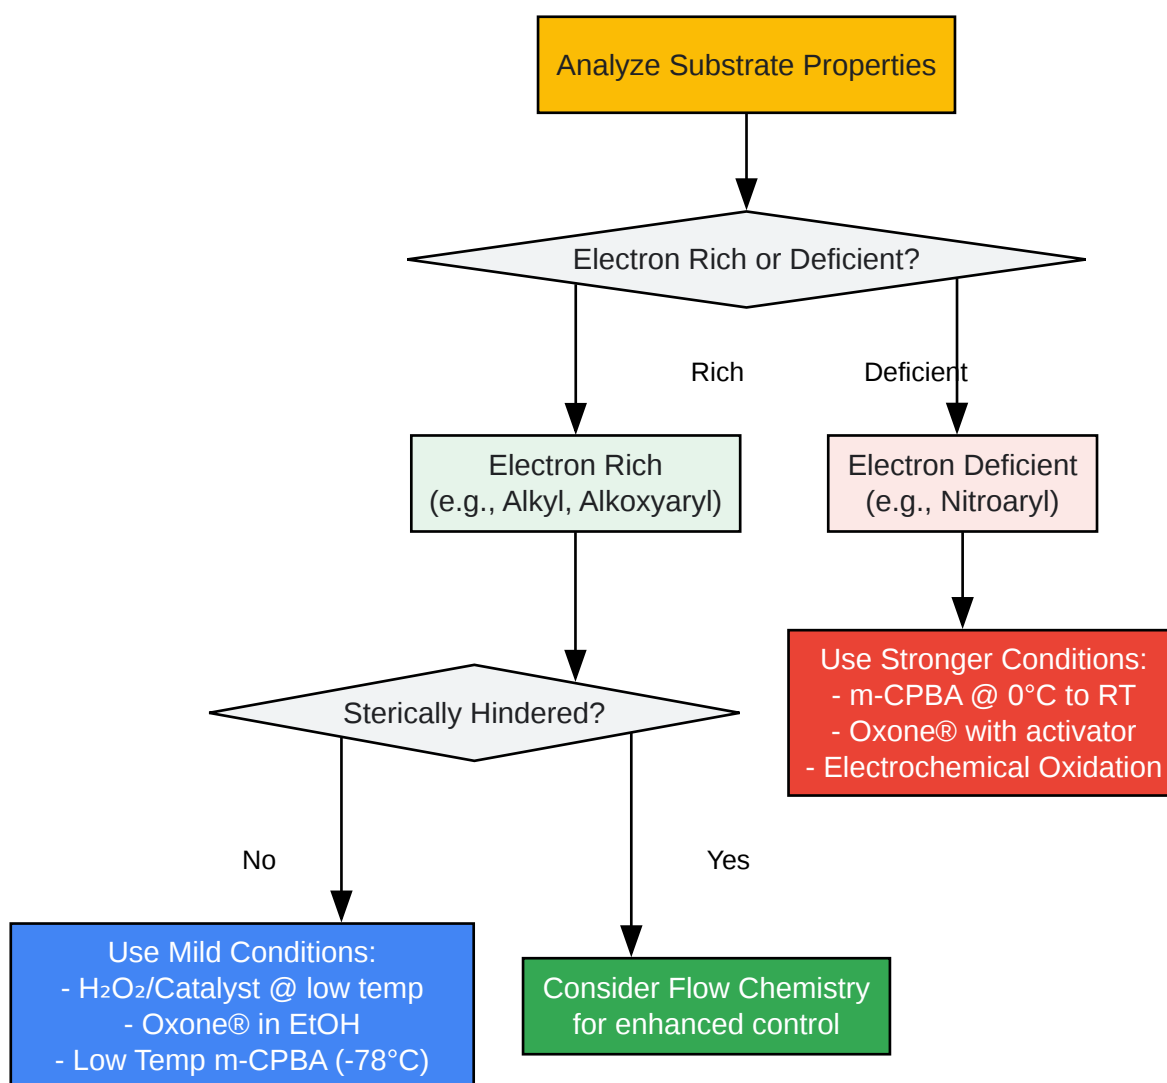 Analyze Substrate Properties
Electron Rich or Deficient?
Rich
Deficient
Electron Rich
(e.g., Alkyl, Alkoxyaryl)
Electron Deficient
(e.g., Nitroaryl)
Use Stronger Conditions:
- m-CPBA @ 0°C to RT
- Oxone® with activator
- Electrochemical Oxidation
Sterically Hindered?
No
Yes
Use Mild Conditions:
- H₂O₂/Catalyst @ low temp
- Oxone® in EtOH
- Low Temp m-CPBA (-78°C)
Consider Flow Chemistry
for enhanced control